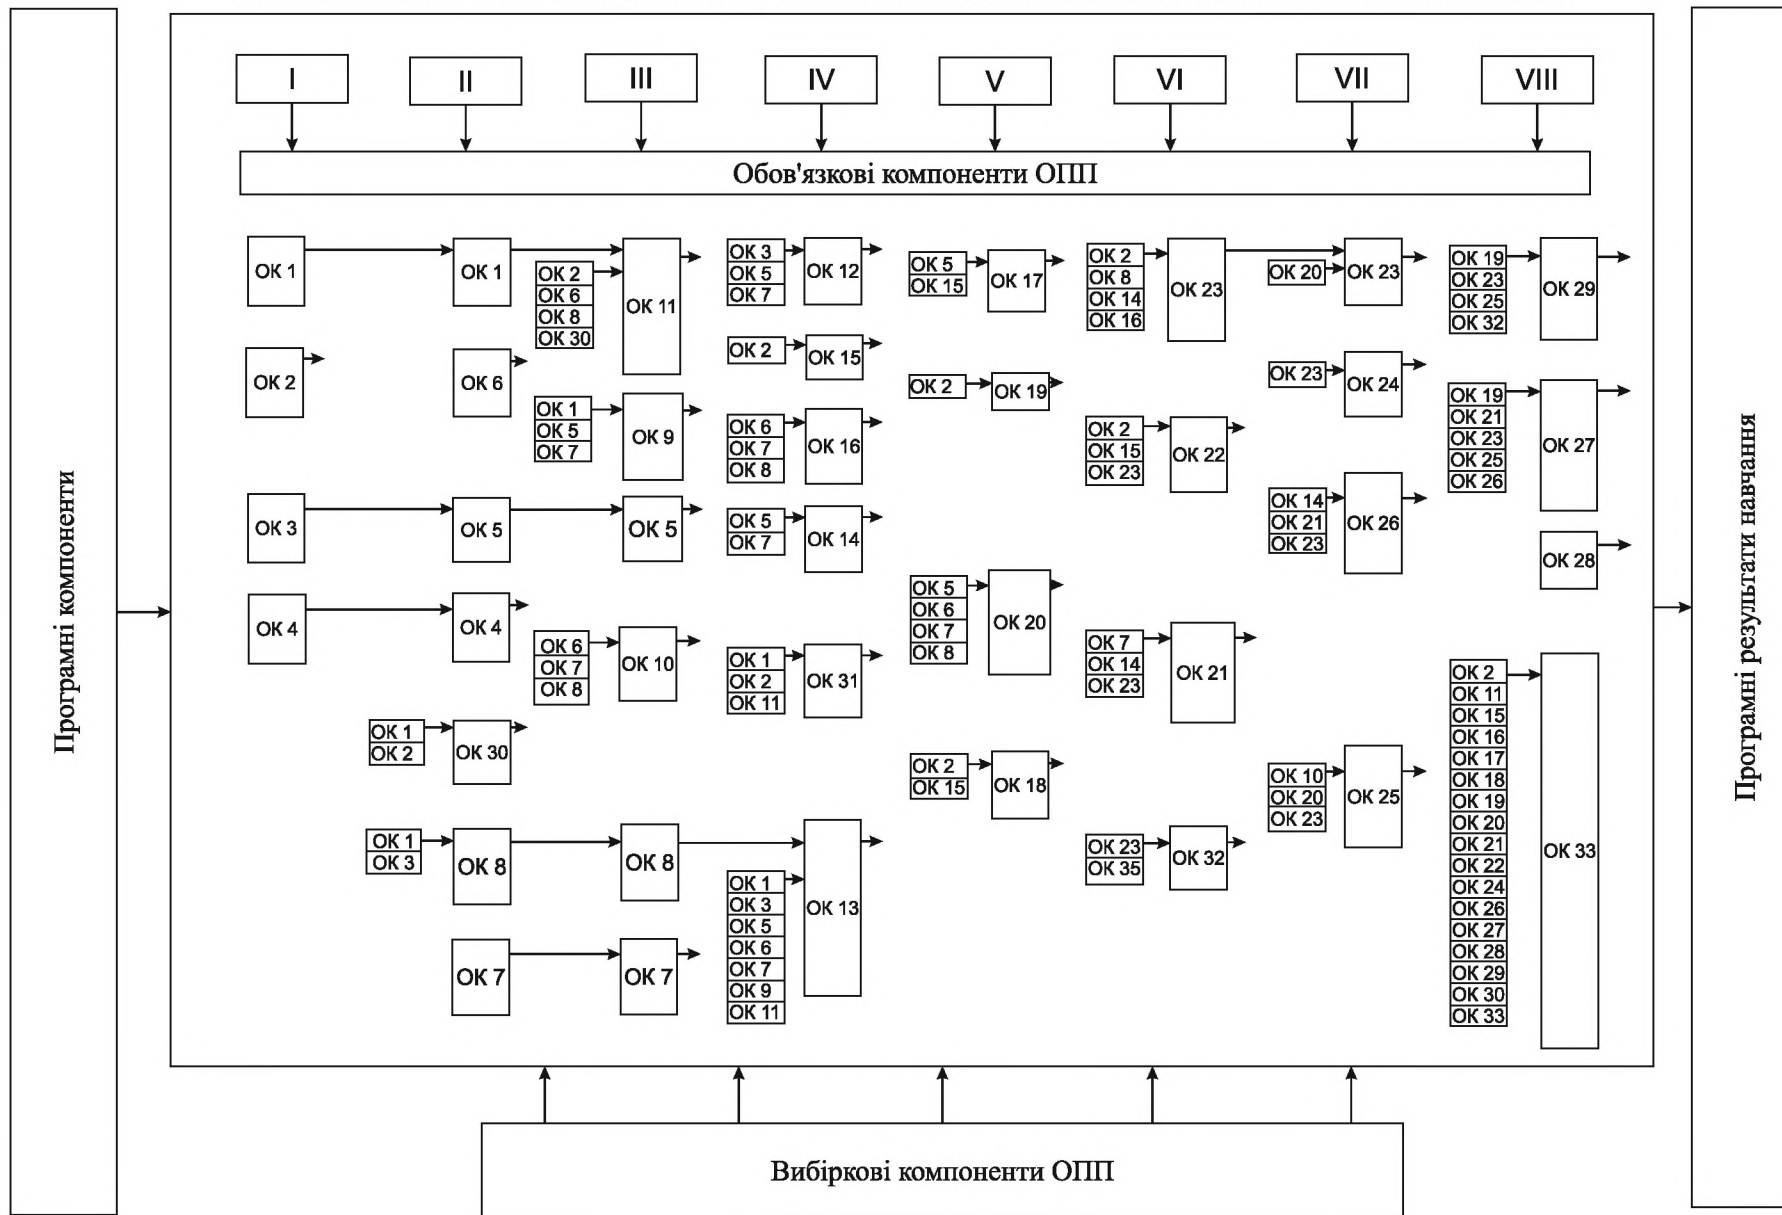 Програмні компоненти
I
II
III
IV
V
VI
VII
VIII
Обов'язкові компоненти ОПП
ОК 1
ОК 2
ОК 3
ОК 4
ОК 1
ОК 6
ОК 5
ОК 4
ОК 1
ОК 2
ОК 30
ОК 1
ОК 3
ОК 8
ОК 7
ОК 2
ОК 6
ОК 8
ОК 30
ОК 11
ОК 1
ОК 5
ОК 7
ОК 9
ОК 5
ОК 6
ОК 7
ОК 8
ОК 10
ОК 8
ОК 7
ОК 3
ОК 5
ОК 7
ОК 12
ОК 2
ОК 15
ОК 6
ОК 7
ОК 8
ОК 16
ОК 5
ОК 7
ОК 14
ОК 1
ОК 2
ОК 11
ОК 31
ОК 1
ОК 3
ОК 5
ОК 6
ОК 7
ОК 9
ОК 11
ОК 13
ОК 5
ОК 15
ОК 17
ОК 2
ОК 19
ОК 5
ОК 6
ОК 7
ОК 8
ОК 20
ОК 2
ОК 15
ОК 18
ОК 2
ОК 8
ОК 14
ОК 16
ОК 23
ОК 2
ОК 15
ОК 23
ОК 22
ОК 7
ОК 14
ОК 23
ОК 21
ОК 23
ОК 35
ОК 32
ОК 20
ОК 23
ОК 23
ОК 24
ОК 14
ОК 21
ОК 23
ОК 26
ОК 10
ОК 20
ОК 23
ОК 25
ОК 19
ОК 23
ОК 25
ОК 32
ОК 29
ОК 19
ОК 21
ОК 23
ОК 25
ОК 26
ОК 27
ОК 28
ОК 2
ОК 11
ОК 15
ОК 16
ОК 17
ОК 18
ОК 19
ОК 20
ОК 21
ОК 22
ОК 24
ОК 26
ОК 27
ОК 28
ОК 29
ОК 30
ОК 33
ОК 33
Вибіркові компоненти ОПП
Програмні результати навчання